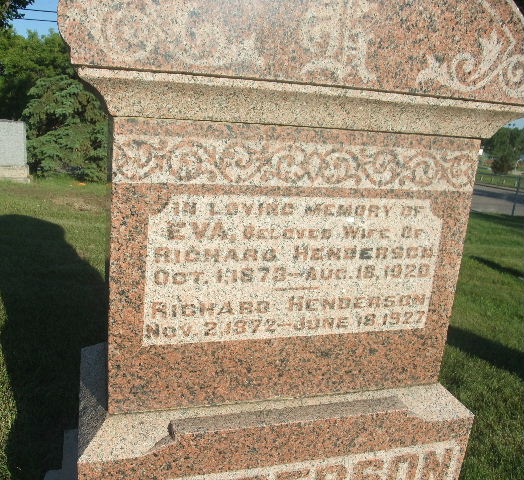 IN LOVING MEMORY OF
EVA, BELOVED WIFE OF
RICHARD HENDERSON
OCT. 1, 1873 – AUG. 18, 1920
RICHARD HENDERSON
NOV. 2, 1872 – JUNE 18, 1927